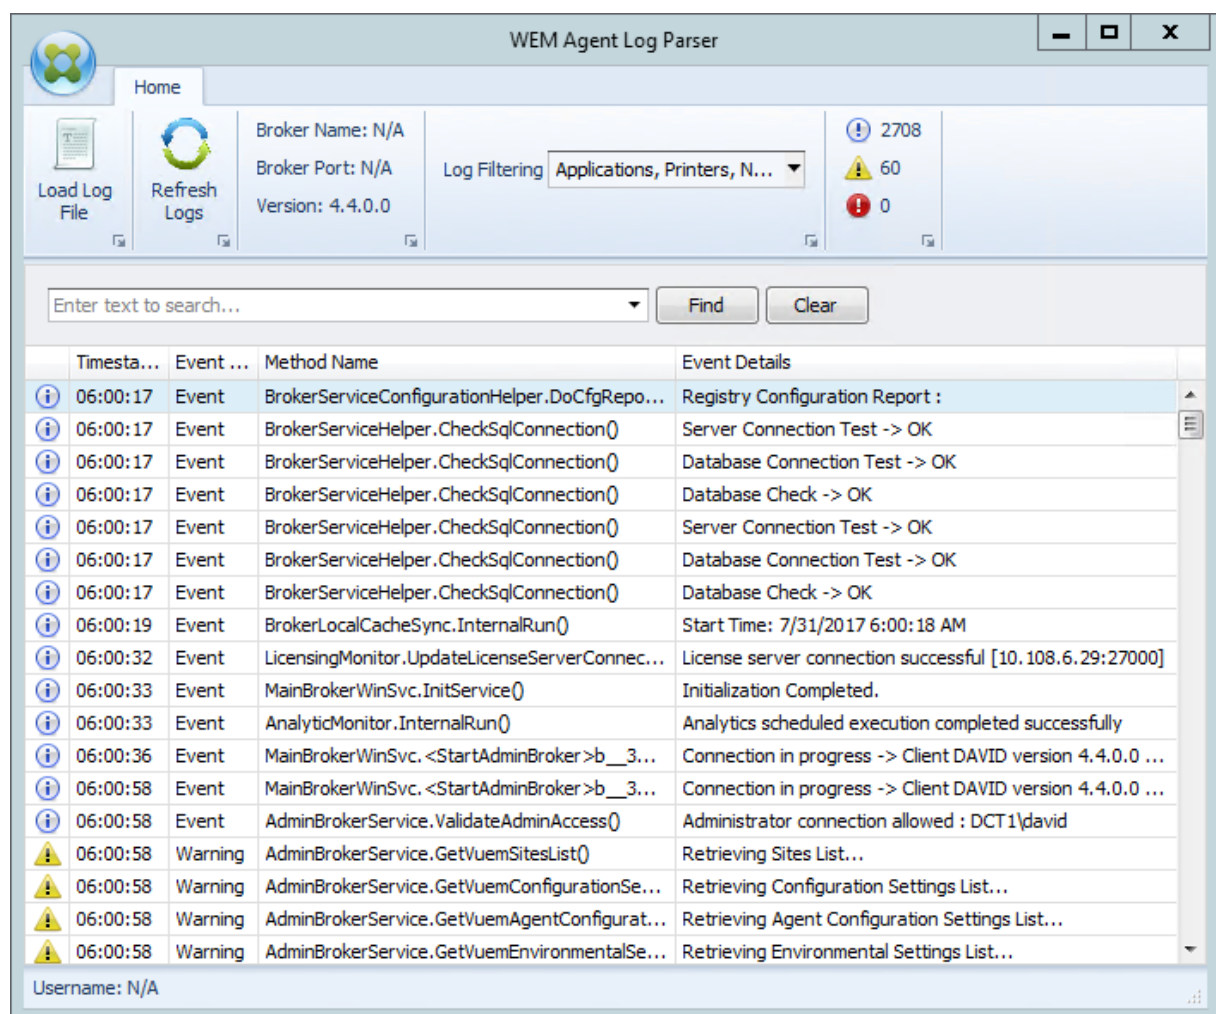 WEM Agent Log Parser
Home
Load Log File
Refresh Logs
Broker Name: N/A
Broker Port: N/A
Version: 4.4.0.0
Log Filtering Applications, Printers, N...
2708
60
0
Enter text to search... Find Clear
Timesta... Event ... Method Name Event Details
06:00:17 Event BrokerServiceConfigurationHelper.DoCfgRepo... Registry Configuration Report :
06:00:17 Event BrokerServiceHelper.CheckSqlConnection() Server Connection Test -> OK
06:00:17 Event BrokerServiceHelper.CheckSqlConnection() Database Connection Test -> OK
06:00:17 Event BrokerServiceHelper.CheckSqlConnection() Database Check -> OK
06:00:17 Event BrokerServiceHelper.CheckSqlConnection() Server Connection Test -> OK
06:00:17 Event BrokerServiceHelper.CheckSqlConnection() Database Connection Test -> OK
06:00:17 Event BrokerServiceHelper.CheckSqlConnection() Database Check -> OK
06:00:19 Event BrokerLocalCacheSync.InternalRun() Start Time: 7/31/2017 6:00:18 AM
06:00:32 Event LicensingMonitor.UpdateLicenseServerConnec... License server connection successful [10.108.6.29:27000]
06:00:33 Event MainBrokerWinSvc.InitService() Initialization Completed.
06:00:33 Event AnalyticMonitor.InternalRun() Analytics scheduled execution completed successfully
06:00:36 Event MainBrokerWinSvc.<StartAdminBroker>b__3... Connection in progress -> Client DAVID version 4.4.0.0 ...
06:00:58 Event MainBrokerWinSvc.<StartAdminBroker>b__3... Connection in progress -> Client DAVID version 4.4.0.0 ...
06:00:58 Event AdminBrokerService.ValidateAdminAccess() Administrator connection allowed : DCT1\david
06:00:58 Warning AdminBrokerService.GetVuemSitesList() Retrieving Sites List...
06:00:58 Warning AdminBrokerService.GetVuemConfigurationSe... Retrieving Configuration Settings List...
06:00:58 Warning AdminBrokerService.GetVuemAgentConfigurat... Retrieving Agent Configuration Settings List...
06:00:58 Warning AdminBrokerService.GetVuemEnvironmentalSe... Retrieving Environmental Settings List...
Username: N/A